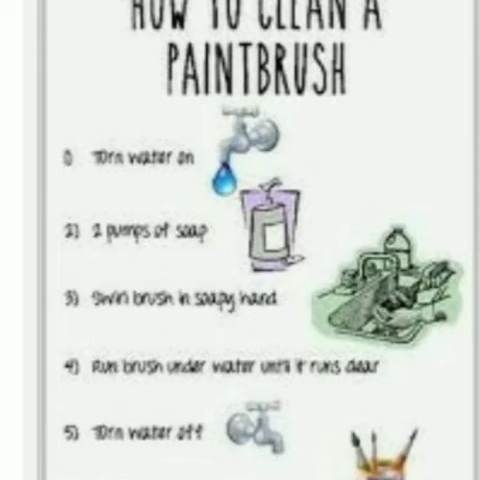 HOW TO CLEAN A
PAINTBRUSH
1) Turn water on
2) 2 pumps of soap
3) Swirl brush in soapy hand
4) Run brush under water until it runs clear
5) Turn water off